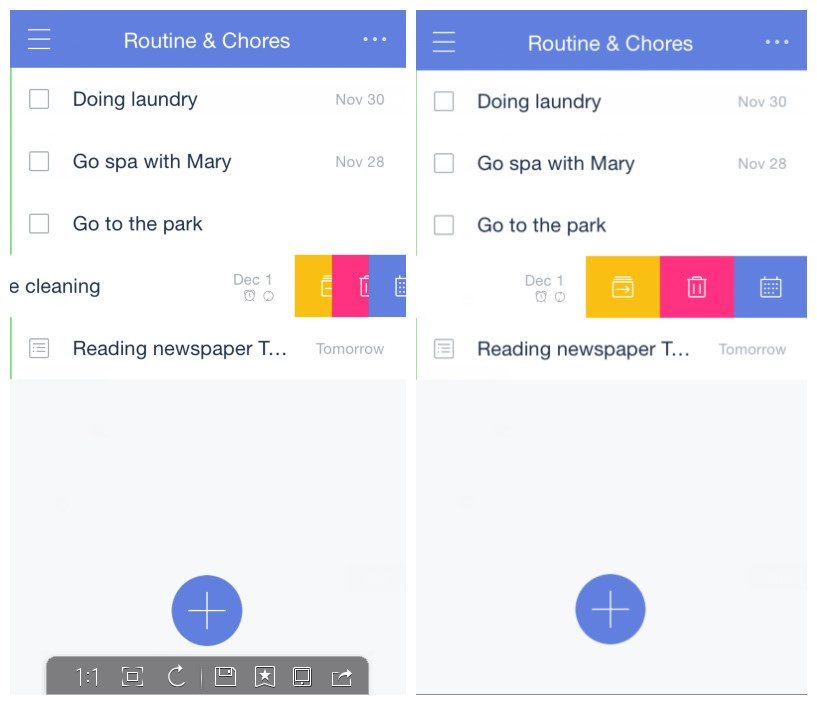 Routine & Chores
Doing laundry Nov 30
Go spa with Mary Nov 28
Go to the park
e cleaning Dec 1
Reading newspaper T... Tomorrow
1:1
Routine & Chores
Doing laundry Nov 30
Go spa with Mary Nov 28
Go to the park
Dec 1
Reading newspaper T... Tomorrow